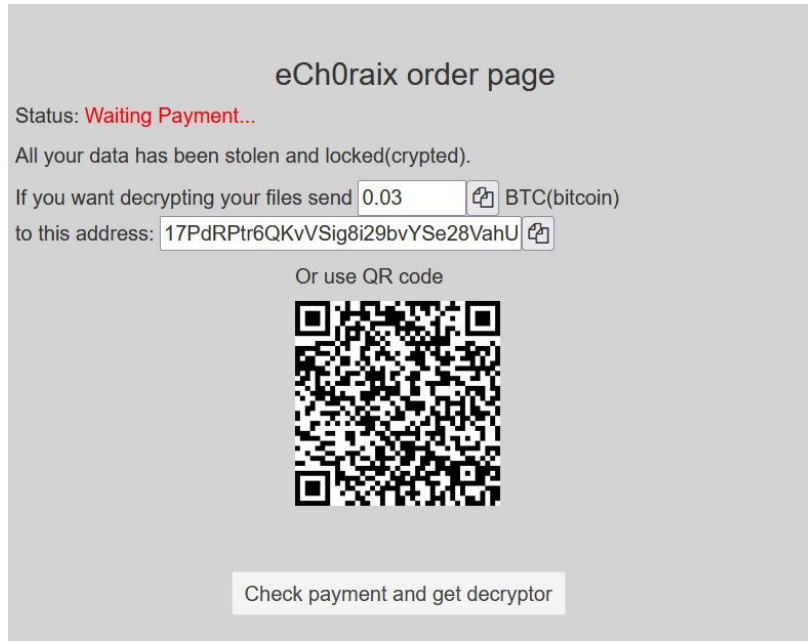 eCh0raix order page
Status: Waiting Payment...
All your data has been stolen and locked(crypted).
If you want decrypting your files send 0.03 BTC(bitcoin)
to this address: 17PdRPtr6QKvVSig8i29bvYSe28VahU
Or use QR code
Check payment and get decryptor